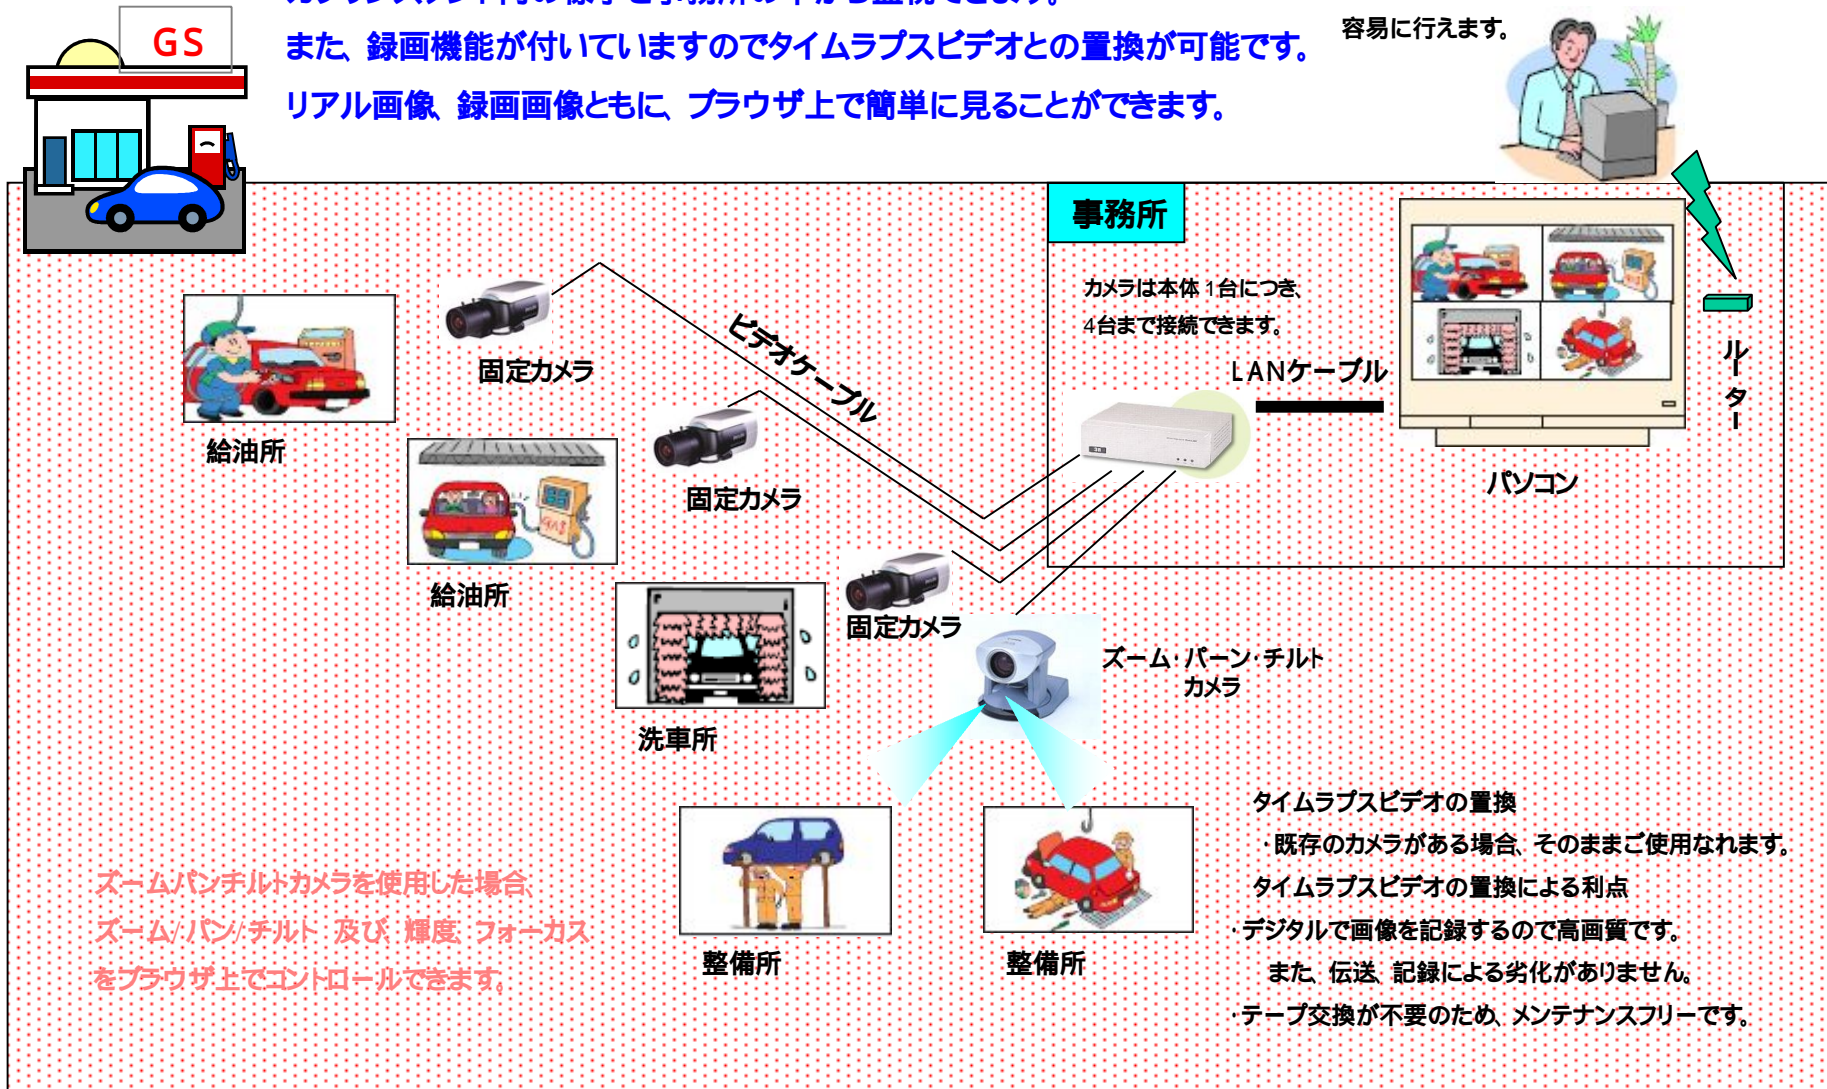 GS
また、録画機能が付いていますのでタイムラプスビデオとの置換が可能です。
リアル画像、録画画像ともに、ブラウザ上で簡単に見ることができます。
容易に行えます。
事務所
カメラは本体1台につき、
4台まで接続できます。
LANケーブル
ルーター
パソコン
ビデオケーブル
固定カメラ
給油所
固定カメラ
給油所
固定カメラ
洗車所
ズーム・パーン・チルト
カメラ
整備所
整備所
ズームパンチルトカメラを使用した場合、
ズーム/パン/チルト 及び、輝度、フォーカス
をブラウザ上でコントロールできます。
タイムラプスビデオの置換
・既存のカメラがある場合、そのままご使用なれます。
タイムラプスビデオの置換による利点
・デジタルで画像を記録するので高画質です。
また、伝送、記録による劣化がありません。
・テープ交換が不要のため、メンテナンスフリーです。